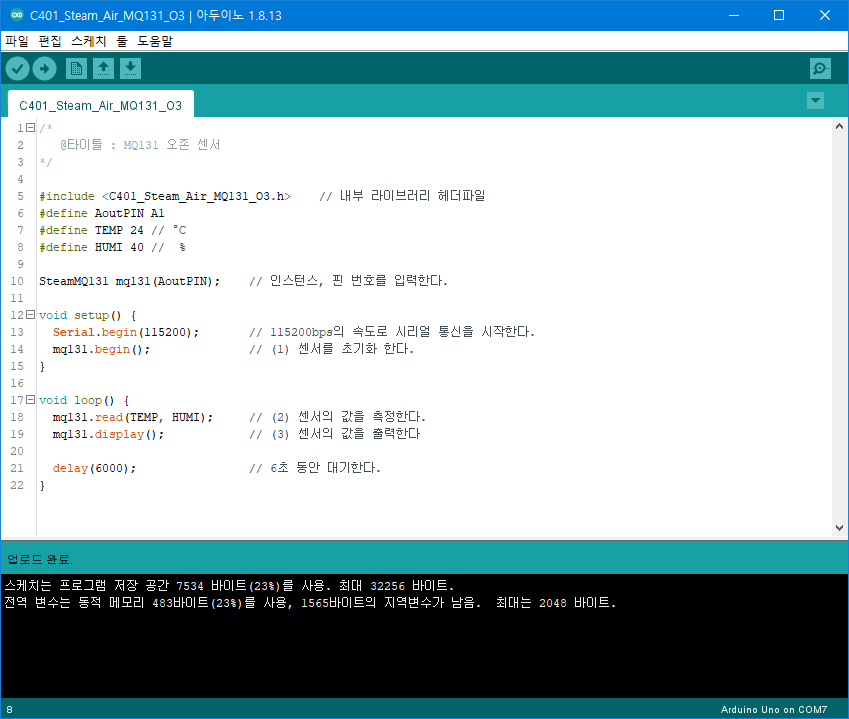 C401_Steam_Air_MQ131_O3 | 아두이노 1.8.13
파일 편집 스케치 툴 도움말
C401_Steam_Air_MQ131_O3
1 /*
2 @타이틀 : MQ131 오존 센서
3 */
4
5 #include <C401_Steam_Air_MQ131_O3.h> // 내부 라이브러리 헤더파일
6 #define AoutPIN A1
7 #define TEMP 24 // °C
8 #define HUMI 40 // %
9
10 SteamMQ131 mq131(AoutPIN); // 인스턴스, 핀 번호를 입력한다.
11
12 void setup() {
13 Serial.begin(115200); // 115200bps의 속도로 시리얼 통신을 시작한다.
14 mq131.begin(); // (1) 센서를 초기화 한다.
15 }
16
17 void loop() {
18 mq131.read(TEMP, HUMI); // (2) 센서의 값을 측정한다.
19 mq131.display(); // (3) 센서의 값을 출력한다
20
21 delay(6000); // 6초 동안 대기한다.
22 }
업로드 완료.
스케치는 프로그램 저장 공간 7534 바이트(23%)를 사용. 최대 32256 바이트.
전역 변수는 동적 메모리 483바이트(23%)를 사용, 1565바이트의 지역변수가 남음. 최대는 2048 바이트.
8 Arduino Uno on COM7